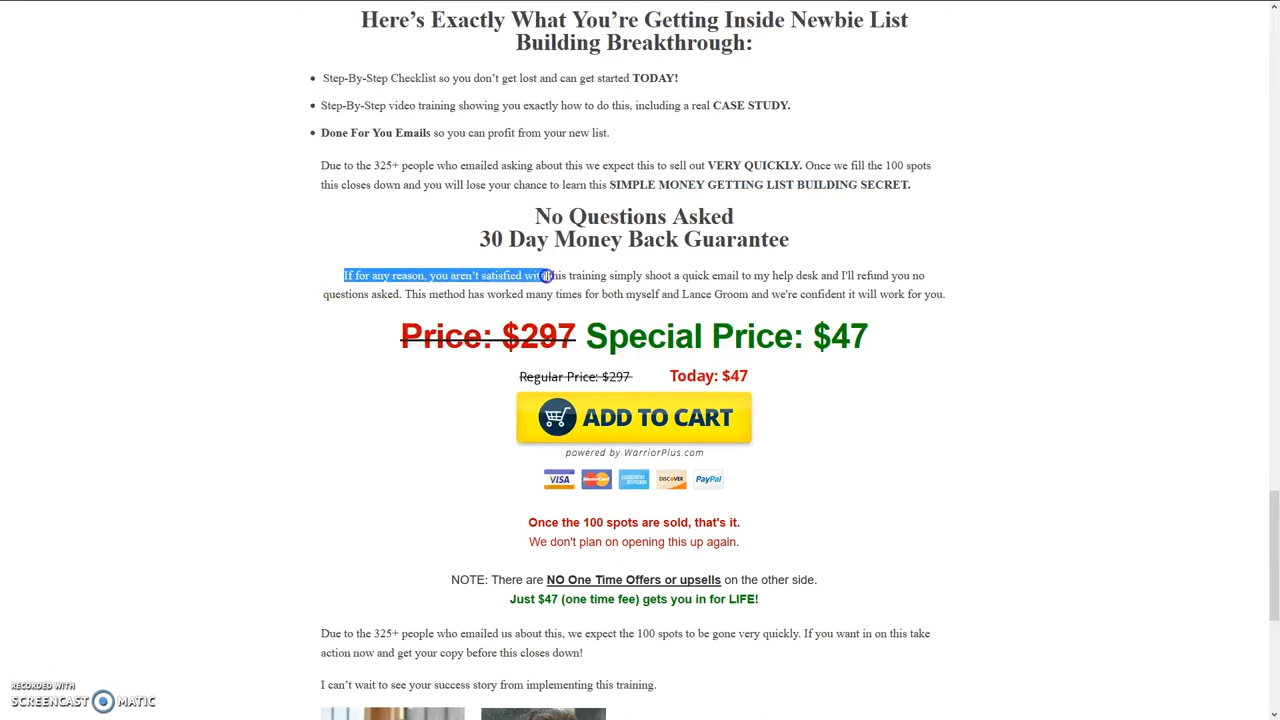 Here’s Exactly What You’re Getting Inside Newbie List
Building Breakthrough:
Step-By-Step Checklist so you don’t get lost and can get started TODAY!
Step-By-Step video training showing you exactly how to do this, including a real CASE STUDY.
Done For You Emails so you can profit from your new list.
Due to the 325+ people who emailed asking about this we expect this to sell out VERY QUICKLY. Once we fill the 100 spots
this closes down and you will lose your chance to learn this SIMPLE MONEY GETTING LIST BUILDING SECRET.
No Questions Asked
30 Day Money Back Guarantee
If for any reason, you aren’t satisfied with this training simply shoot a quick email to my help desk and I'll refund you no
questions asked. This method has worked many times for both myself and Lance Groom and we're confident it will work for you.
Price: $297 Special Price: $47
Regular Price: $297 Today: $47
ADD TO CART
powered by WarriorPlus.com
VISA MasterCard AMERICAN EXPRESS DISCOVER PayPal
Once the 100 spots are sold, that's it.
We don't plan on opening this up again.
NOTE: There are NO One Time Offers or upsells on the other side.
Just $47 (one time fee) gets you in for LIFE!
Due to the 325+ people who emailed us about this, we expect the 100 spots to be gone very quickly. If you want in on this take
action now and get your copy before this closes down!
I can’t wait to see your success story from implementing this training.
RECORDED WITH
SCREENCAST MATIC